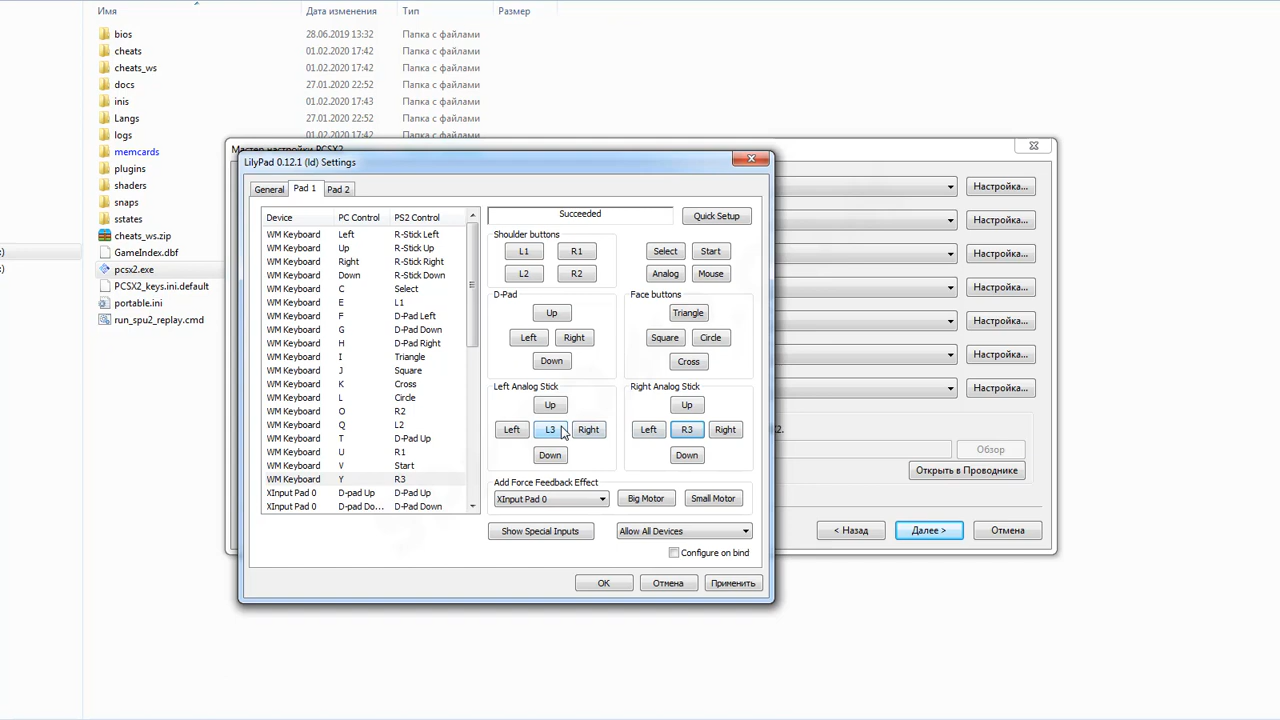 Имя Дата изменения Тип Размер
bios 28.06.2019 13:32 Папка с файлами
cheats 01.02.2020 17:42 Папка с файлами
cheats_ws 01.02.2020 17:42 Папка с файлами
docs 27.01.2020 22:52 Папка с файлами
inis 01.02.2020 17:43 Папка с файлами
Langs 27.01.2020 22:52 Папка с файлами
logs 01.02.2020 17:42 Папка с файлами
memcards
plugins
shaders
snaps
sstates
cheats_ws.zip
GameIndex.dbf
pcsx2.exe
PCSX2_keys.ini.default
portable.ini
run_spu2_replay.cmd
Мастер настройки PCSX2
Настройка...
Настройка...
Настройка...
Настройка...
Настройка...
Настройка...
Настройка...
Обзор
Открыть в Проводнике
< Назад Далее > Отмена
LilyPad 0.12.1 (ld) Settings
General Pad 1 Pad 2
Device PC Control PS2 Control
WM Keyboard Left R-Stick Left
WM Keyboard Up R-Stick Up
WM Keyboard Right R-Stick Right
WM Keyboard Down R-Stick Down
WM Keyboard C Select
WM Keyboard E L1
WM Keyboard F D-Pad Left
WM Keyboard G D-Pad Down
WM Keyboard H D-Pad Right
WM Keyboard I Triangle
WM Keyboard J Square
WM Keyboard K Cross
WM Keyboard L Circle
WM Keyboard O R2
WM Keyboard Q L2
WM Keyboard T D-Pad Up
WM Keyboard U R1
WM Keyboard V Start
WM Keyboard Y R3
XInput Pad 0 D-pad Up D-Pad Up
XInput Pad 0 D-pad Do... D-Pad Down
Succeeded Quick Setup
Shoulder buttons
L1 R1 Select Start
L2 R2 Analog Mouse
D-Pad Face buttons
Up Triangle
Left Right Square Circle
Down Cross
Left Analog Stick Right Analog Stick
Up Up
Left L3 Right Left R3 Right
Down Down
Add Force Feedback Effect
XInput Pad 0 Big Motor Small Motor
Show Special Inputs Allow All Devices
Configure on bind
OK Отмена Применить